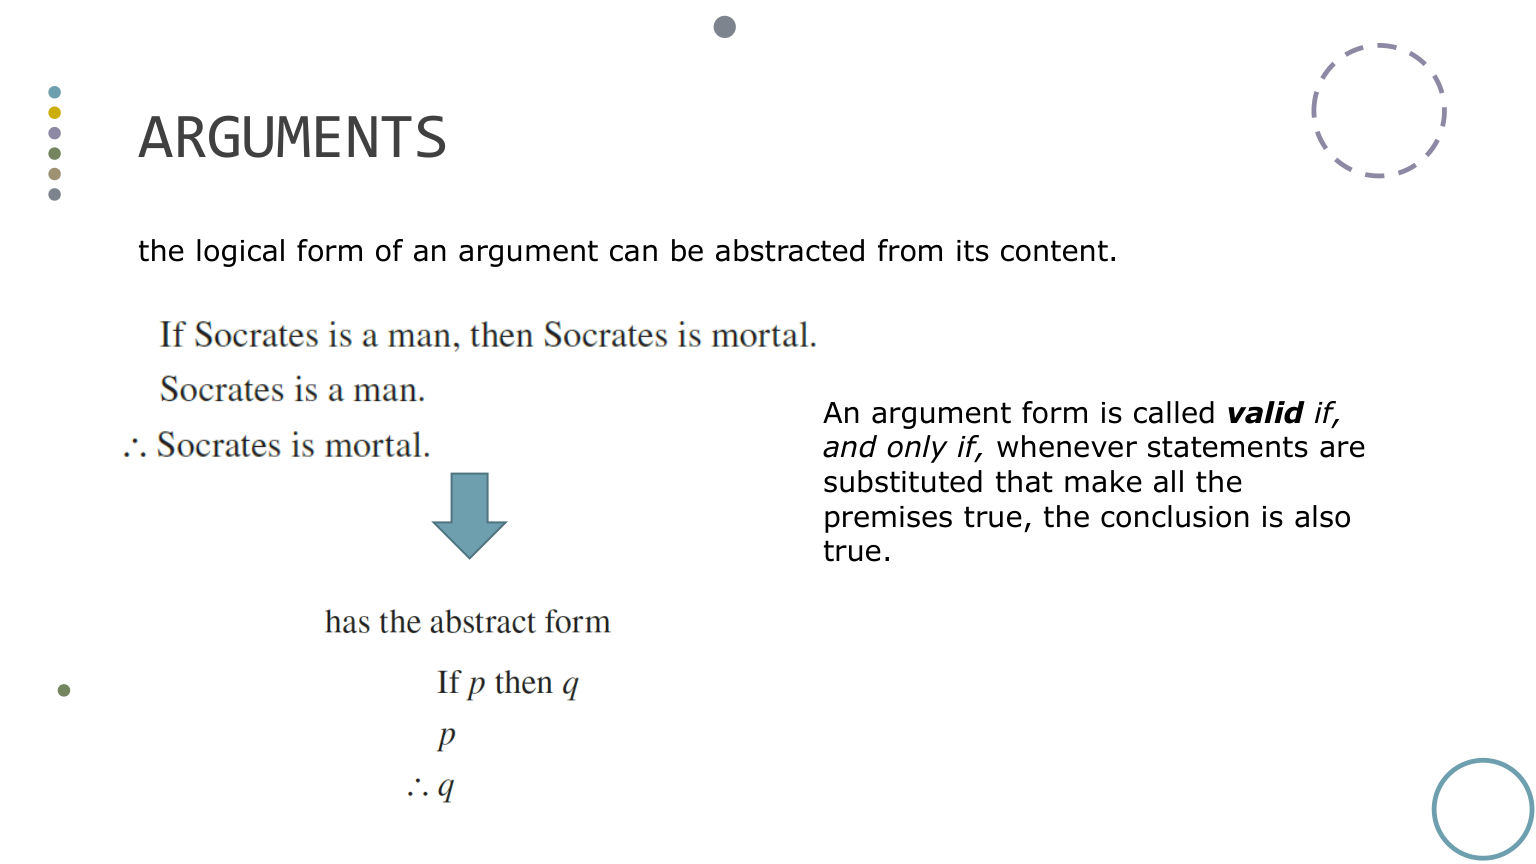 ARGUMENTS
the logical form of an argument can be abstracted from its content.
If Socrates is a man, then Socrates is mortal.
Socrates is a man.
∴ Socrates is mortal.
An argument form is called valid if,
and only if, whenever statements are
substituted that make all the
premises true, the conclusion is also
true.
has the abstract form
If p then q
p
∴ q